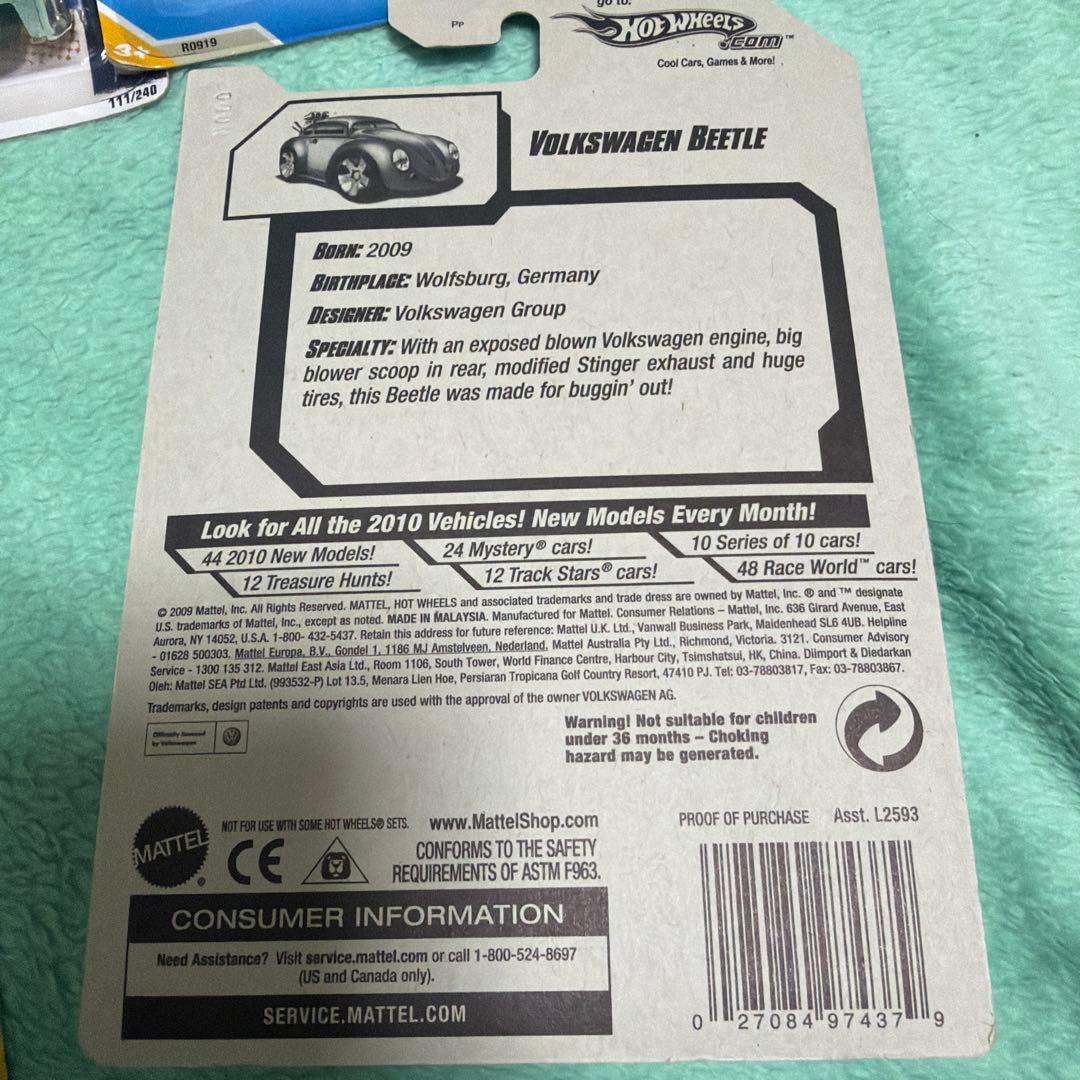 R0919
111/240
PP
go to:
HOT WHEELS
.COM™
Cool Cars, Games & More!
VOLKSWAGEN BEETLE
BORN: 2009
BIRTHPLACE: Wolfsburg, Germany
DESIGNER: Volkswagen Group
SPECIALTY: With an exposed blown Volkswagen engine, big
blower scoop in rear, modified Stinger exhaust and huge
tires, this Beetle was made for buggin' out!
Look for All the 2010 Vehicles! New Models Every Month!
44 2010 New Models!
24 Mystery® cars!
10 Series of 10 cars!
12 Treasure Hunts!
12 Track Stars® cars!
48 Race World™ cars!
© 2009 Mattel, Inc. All Rights Reserved. MATTEL, HOT WHEELS and associated trademarks and trade dress are owned by Mattel, Inc. ® and ™ designate
U.S. trademarks of Mattel, Inc., except as noted. MADE IN MALAYSIA. Manufactured for Mattel. Consumer Relations – Mattel, Inc. 636 Girard Avenue, East
Aurora, NY 14052, U.S.A. 1-800- 432-5437. Retain this address for future reference: Mattel U.K. Ltd., Vanwall Business Park, Maidenhead SL6 4UB. Helpline
- 01628 500303. Mattel Europa, B.V., Gondel 1, 1186 MJ Amstelveen, Nederland. Mattel Australia Pty Ltd., Richmond, Victoria. 3121. Consumer Advisory
Service - 1300 135 312. Mattel East Asia Ltd., Room 1106, South Tower, World Finance Centre, Harbour City, Tsimshatsui, HK, China. Diimport & Diedarkan
Oleh: Mattel SEA Ptd Ltd. (993532-P) Lot 13.5, Menara Lien Hoe, Persiaran Tropicana Golf Country Resort, 47410 PJ. Tel: 03-78803817, Fax: 03-78803867.
Trademarks, design patents and copyrights are used with the approval of the owner VOLKSWAGEN AG.
Officially licensed
by Volkswagen
Warning! Not suitable for children
under 36 months – Choking
hazard may be generated.
MATTEL®
NOT FOR USE WITH SOME HOT WHEELS® SETS.
www.MattelShop.com
CE
CONFORMS TO THE SAFETY
REQUIREMENTS OF ASTM F963.
PROOF OF PURCHASE
Asst. L2593
CONSUMER INFORMATION
Need Assistance? Visit service.mattel.com or call 1-800-524-8697
(US and Canada only).
SERVICE.MATTEL.COM
0 27084 97437 9